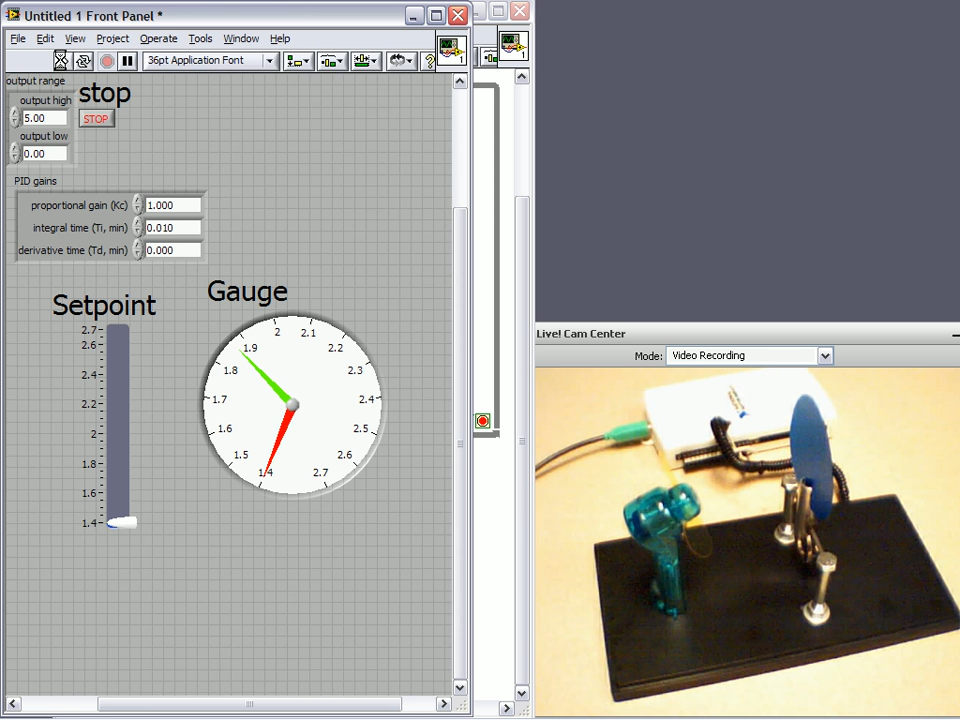 Untitled 1 Front Panel *
File Edit View Project Operate Tools Window Help
36pt Application Font
?
1
1
output range
stop
output high
5.00
STOP
output low
0.00
PID gains
proportional gain (Kc) 1.000
integral time (Ti, min) 0.010
derivative time (Td, min) 0.000
Setpoint
2.7
2.6
2.4
2.2
2
1.8
1.6
1.4
Gauge
1.4
1.5
1.6
1.7
1.8
1.9
2
2.1
2.2
2.3
2.4
2.5
2.6
2.7
Live! Cam Center
Mode: Video Recording